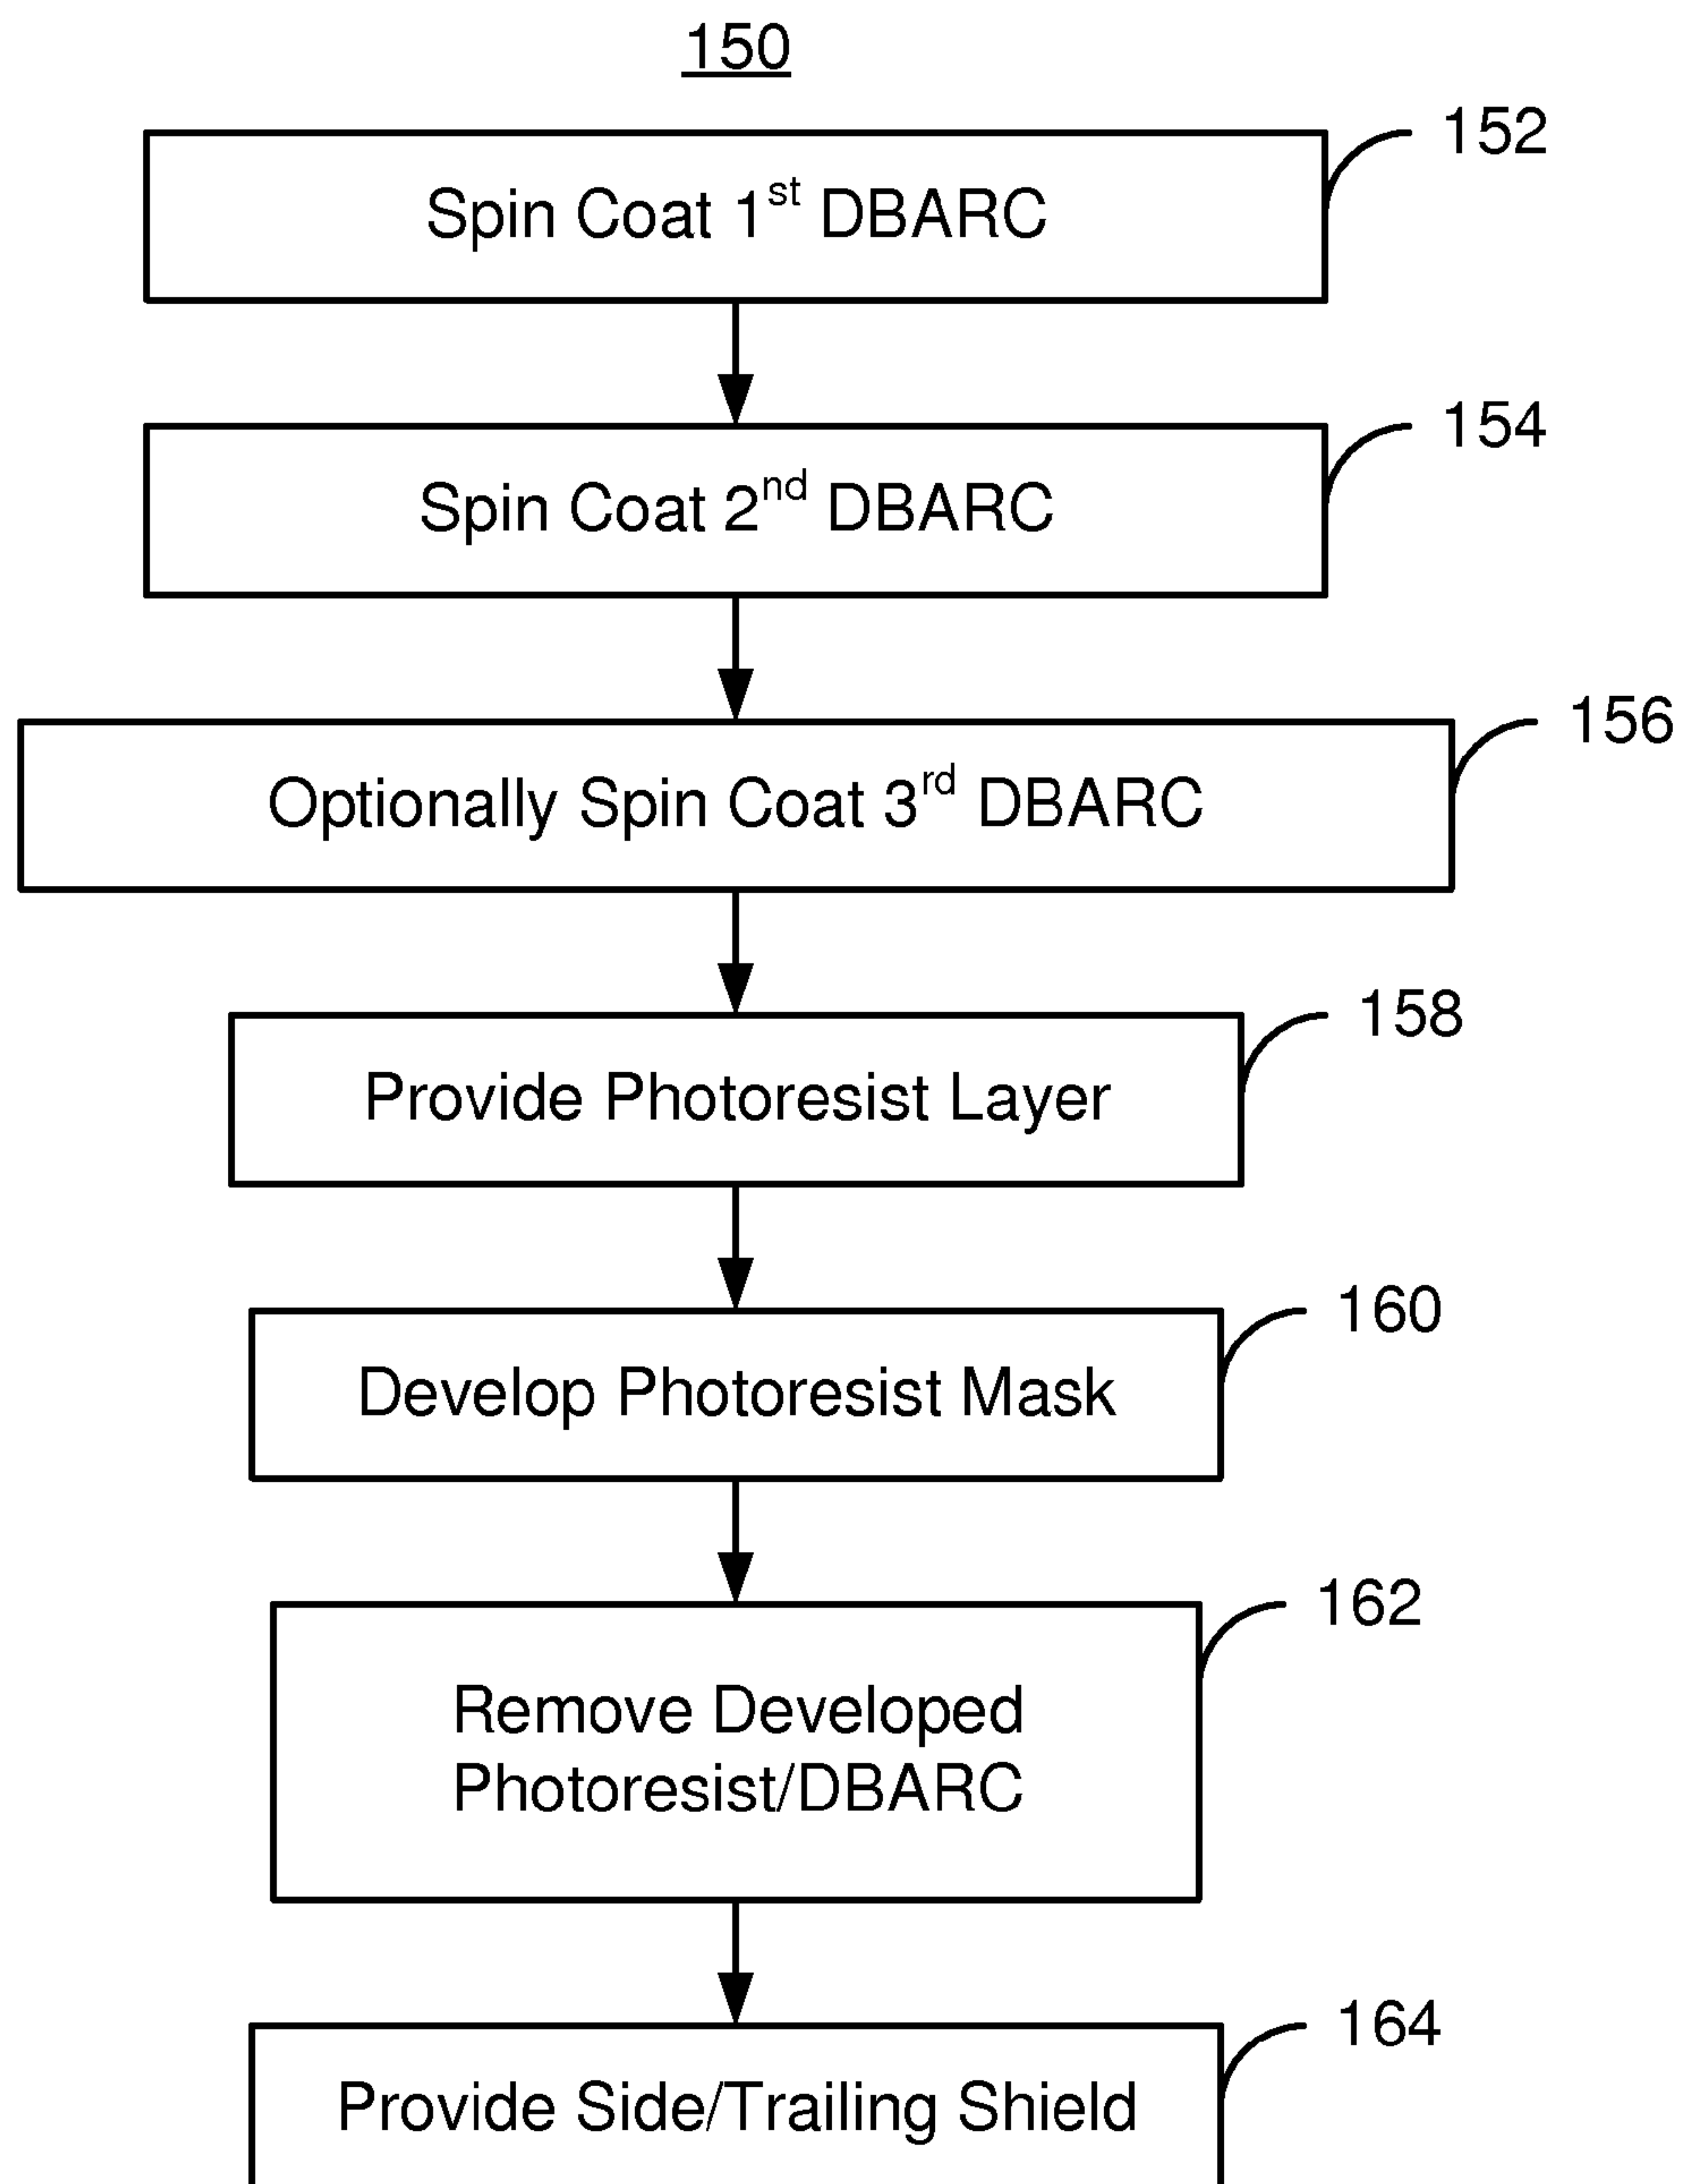 150
152
Spin Coat 1st DBARC
154
Spin Coat 2nd DBARC
156
Optionally Spin Coat 3rd DBARC
158
Provide Photoresist Layer
160
Develop Photoresist Mask
162
Remove Developed
Photoresist/DBARC
164
Provide Side/Trailing Shield